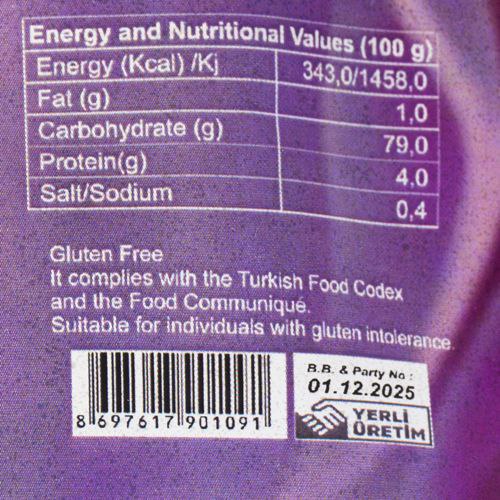 Energy and Nutritional Values (100 g)
Energy (Kcal) /Kj 343,0/1458,0
Fat (g) 1,0
Carbohydrate (g) 79,0
Protein(g) 4,0
Salt/Sodium 0,4
Gluten Free
It complies with the Turkish Food Codex
and the Food Communiqué.
Suitable for individuals with gluten intolerance.
B.B. & Party No :
01.12.2025
YERLİ
ÜRETİM
8 697617 901091